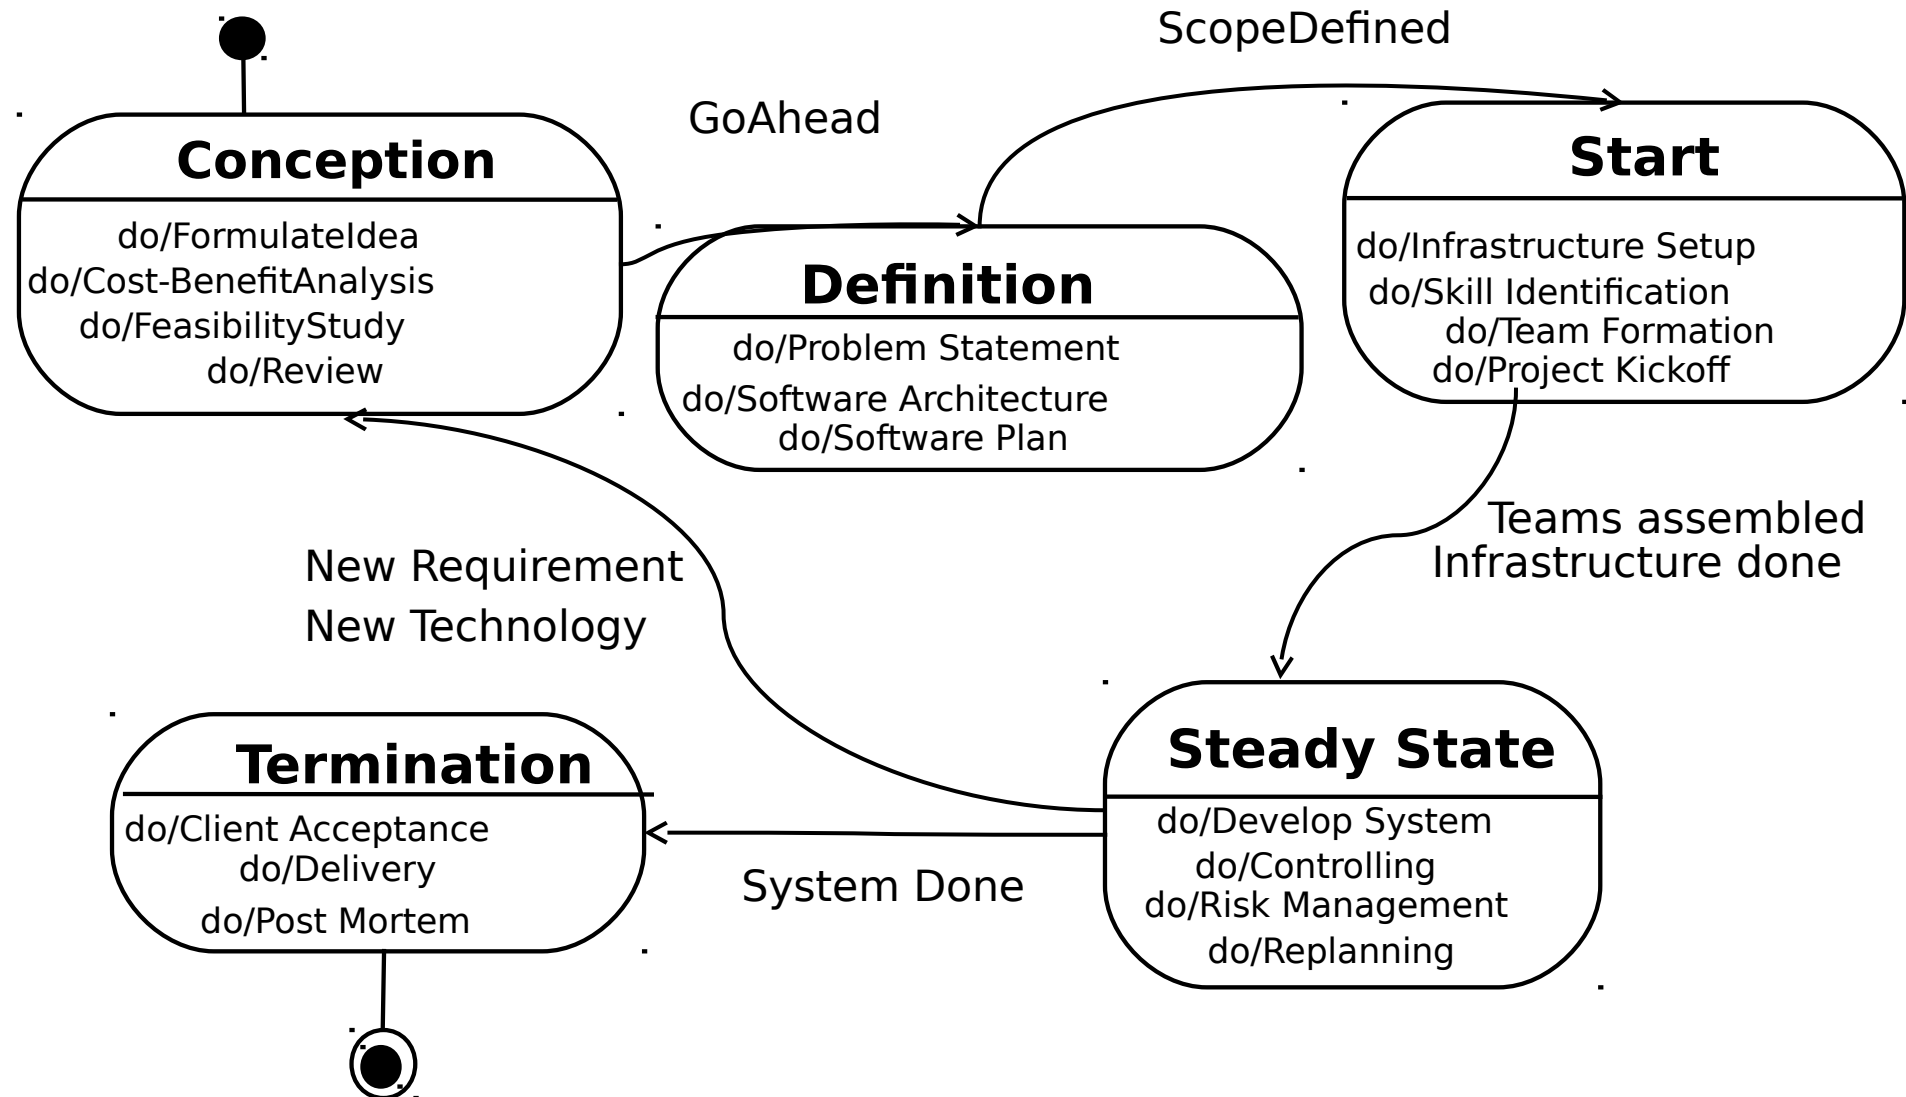 ScopeDefined
GoAhead
Conception
do/FormulateIdea
do/Cost-BenefitAnalysis
do/FeasibilityStudy
do/Review
Definition
do/Problem Statement
do/Software Architecture
do/Software Plan
Start
do/Infrastructure Setup
do/Skill Identification
do/Team Formation
do/Project Kickoff
Teams assembled
Infrastructure done
New Requirement
New Technology
Steady State
do/Develop System
do/Controlling
do/Risk Management
do/Replanning
System Done
Termination
do/Client Acceptance
do/Delivery
do/Post Mortem